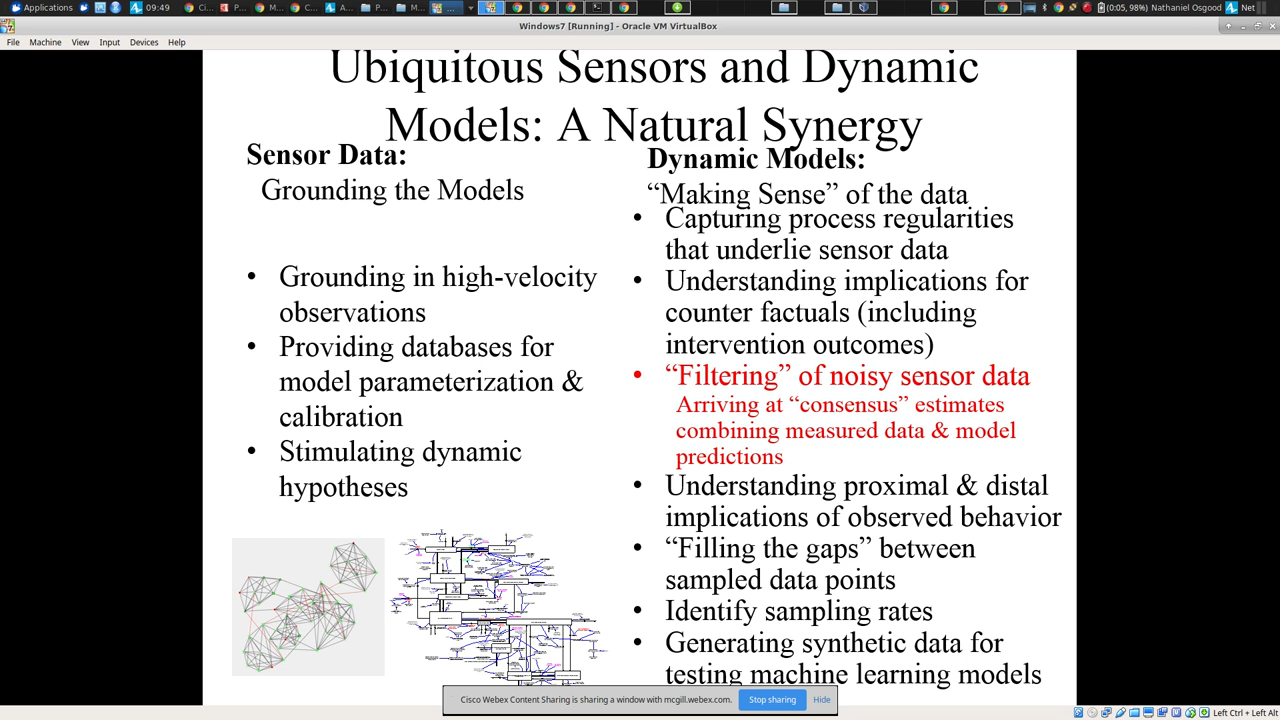 Applications
09:49
Ci...
P...
M...
C...
A...
P...
M...
...
(0:05, 98%)
Nathaniel Osgood
Net
Windows7 [Running] - Oracle VM VirtualBox
File Machine View Input Devices Help
Ubiquitous Sensors and Dynamic
Models: A Natural Synergy
Sensor Data:
Grounding the Models
• Grounding in high-velocity
observations
• Providing databases for
model parameterization &
calibration
• Stimulating dynamic
hypotheses
Dynamic Models:
“Making Sense” of the data
• Capturing process regularities
that underlie sensor data
• Understanding implications for
counter factuals (including
intervention outcomes)
• “Filtering” of noisy sensor data
Arriving at “consensus” estimates
combining measured data & model
predictions
• Understanding proximal & distal
implications of observed behavior
• “Filling the gaps” between
sampled data points
• Identify sampling rates
• Generating synthetic data for
testing machine learning models
Cisco Webex Content Sharing is sharing a window with mcgill.webex.com.
Stop sharing
Hide
Left Ctrl + Left Alt